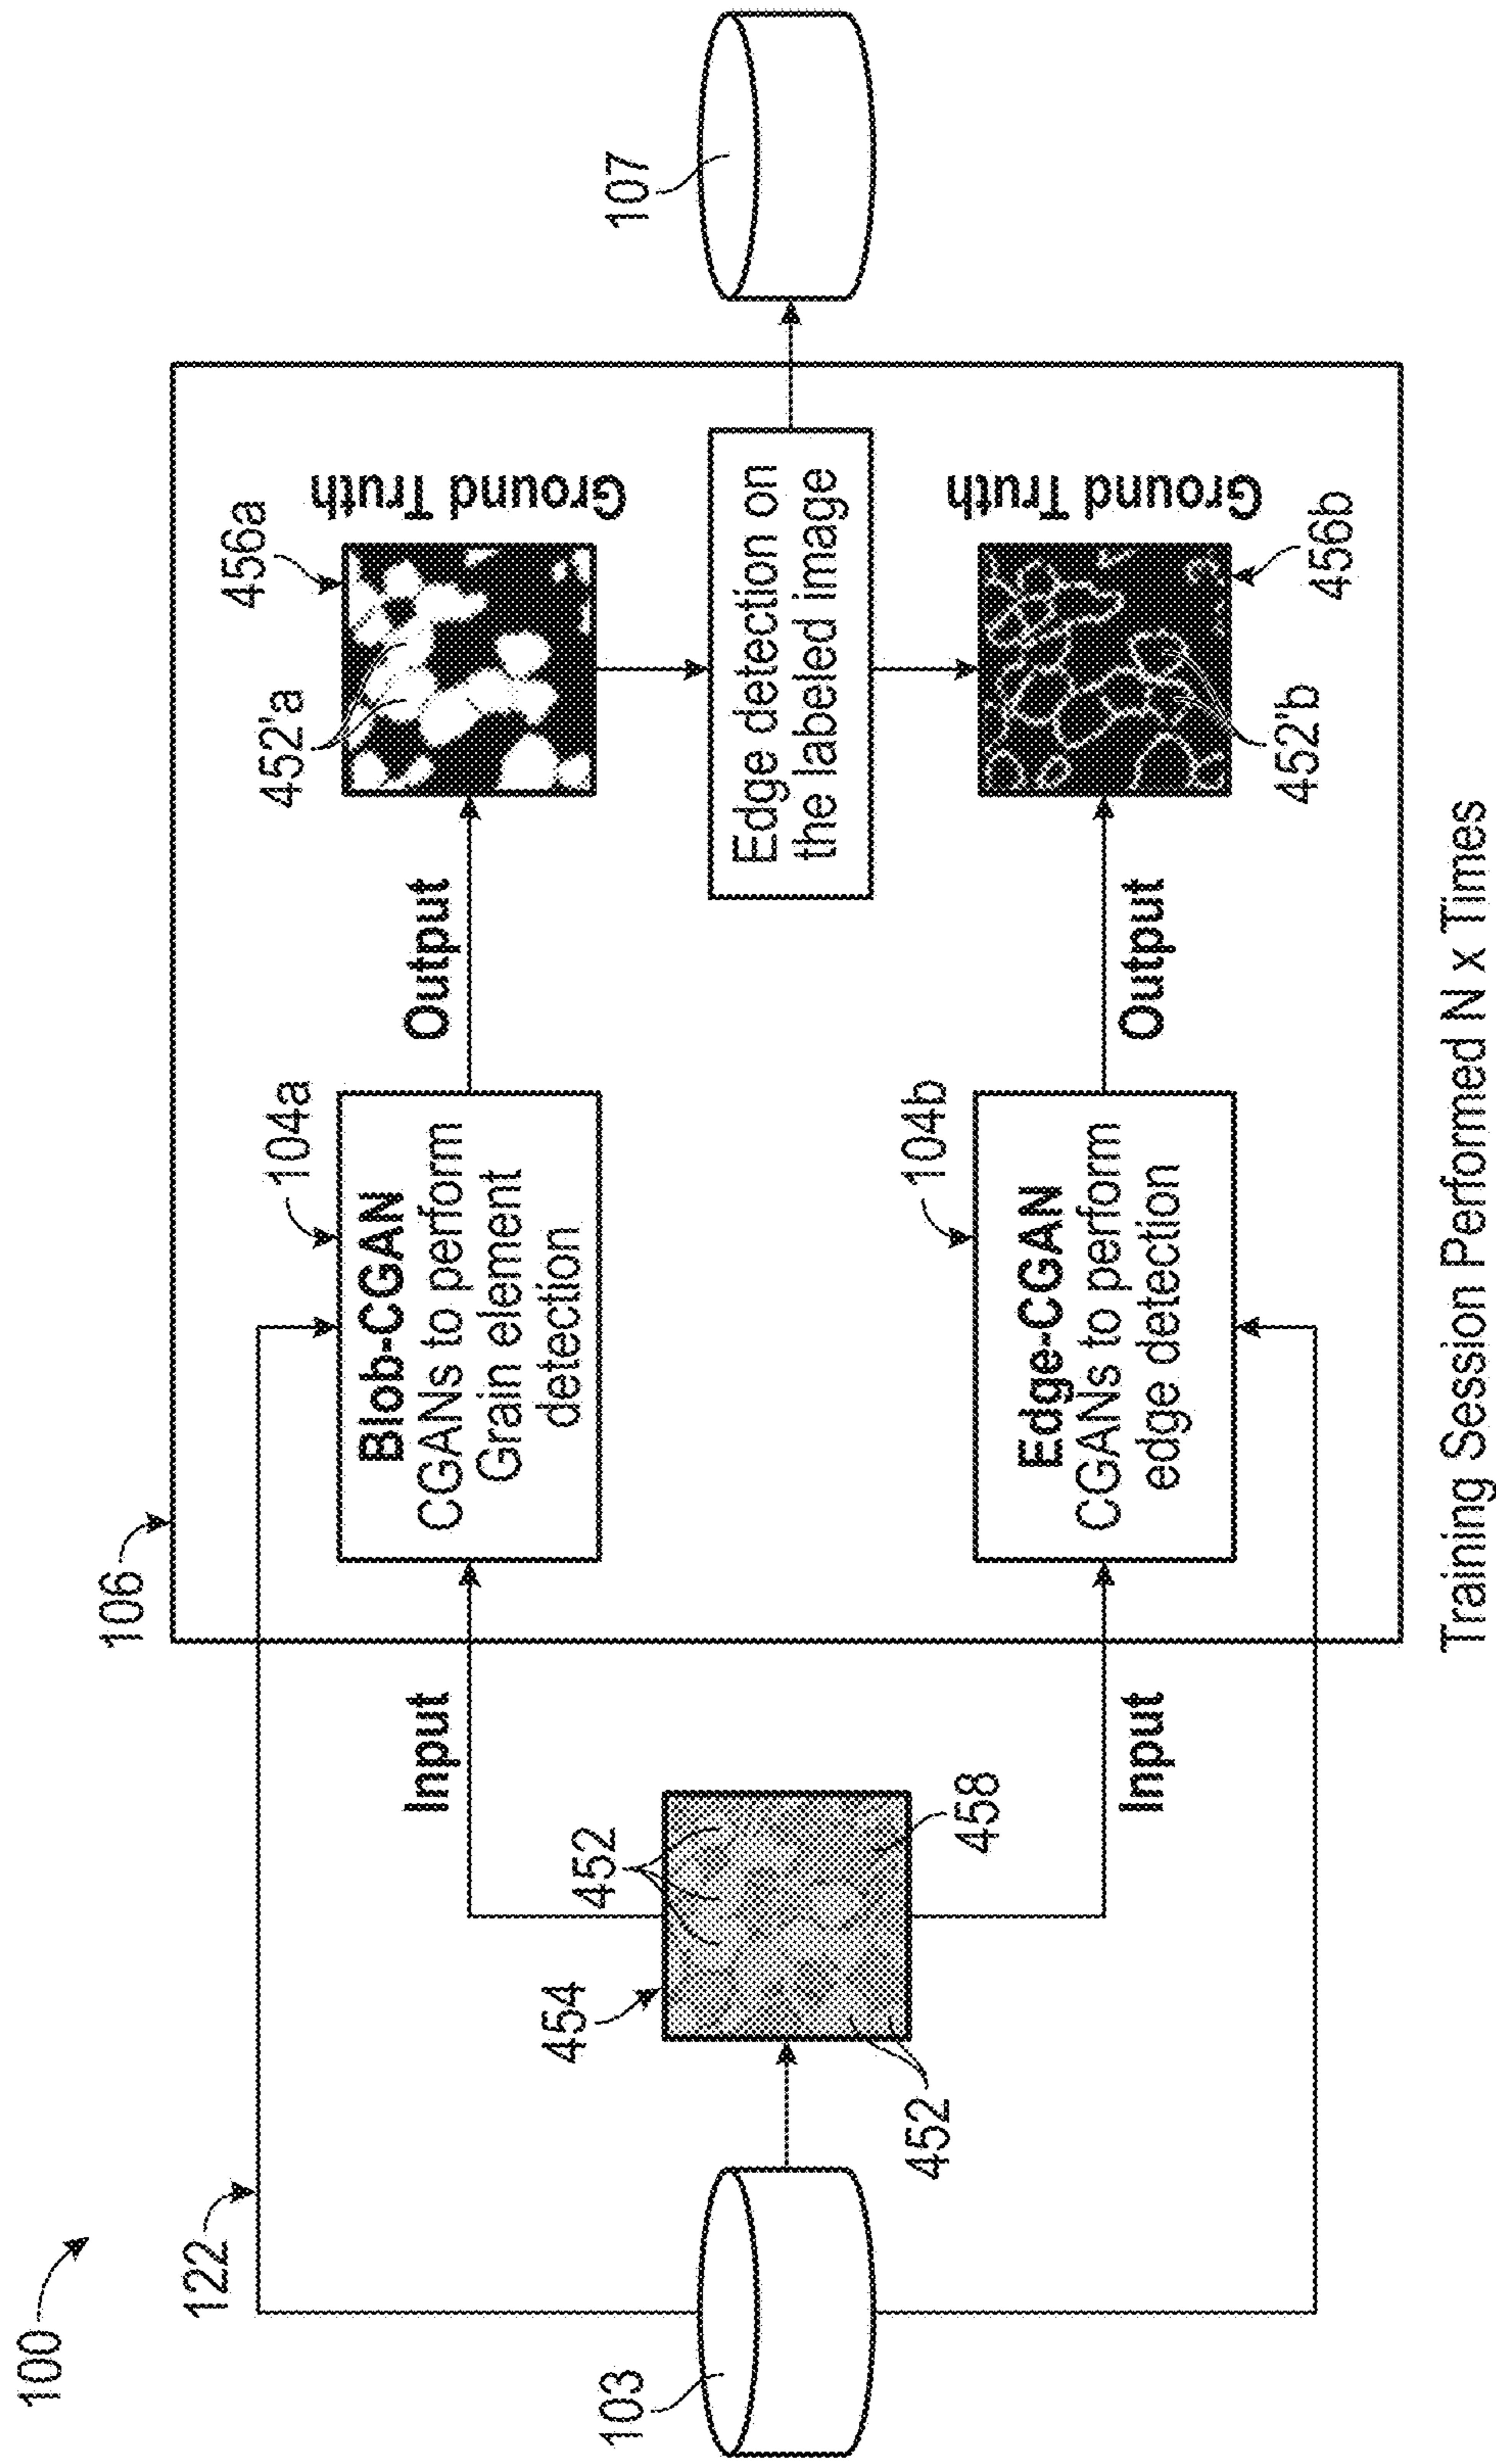 100
122
103
454
452
452
458
Input
Input
106
104a
Blob-CGAN
CGANs to perform
Grain element
detection
104b
Edge-CGAN
CGANs to perform
edge detection
Output
Output
452'a
456a
Ground Truth
Edge detection on
the labeled image
452'b
456b
Ground Truth
107
Training Session Performed N x Times